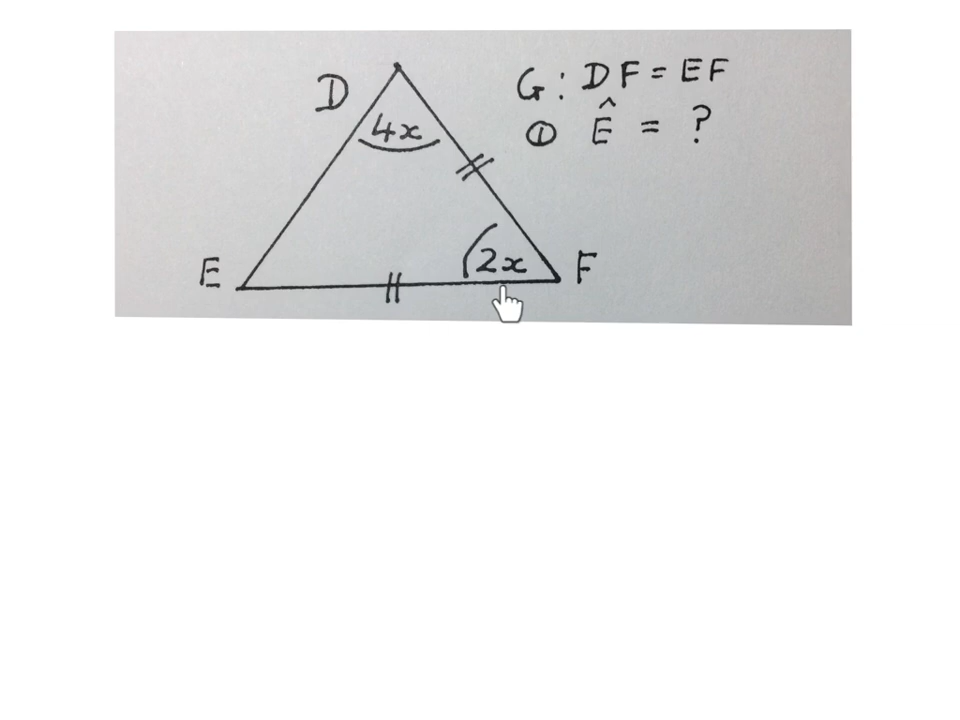 G: DF = EF
① Ê = ?
D
4x
E
2x
F